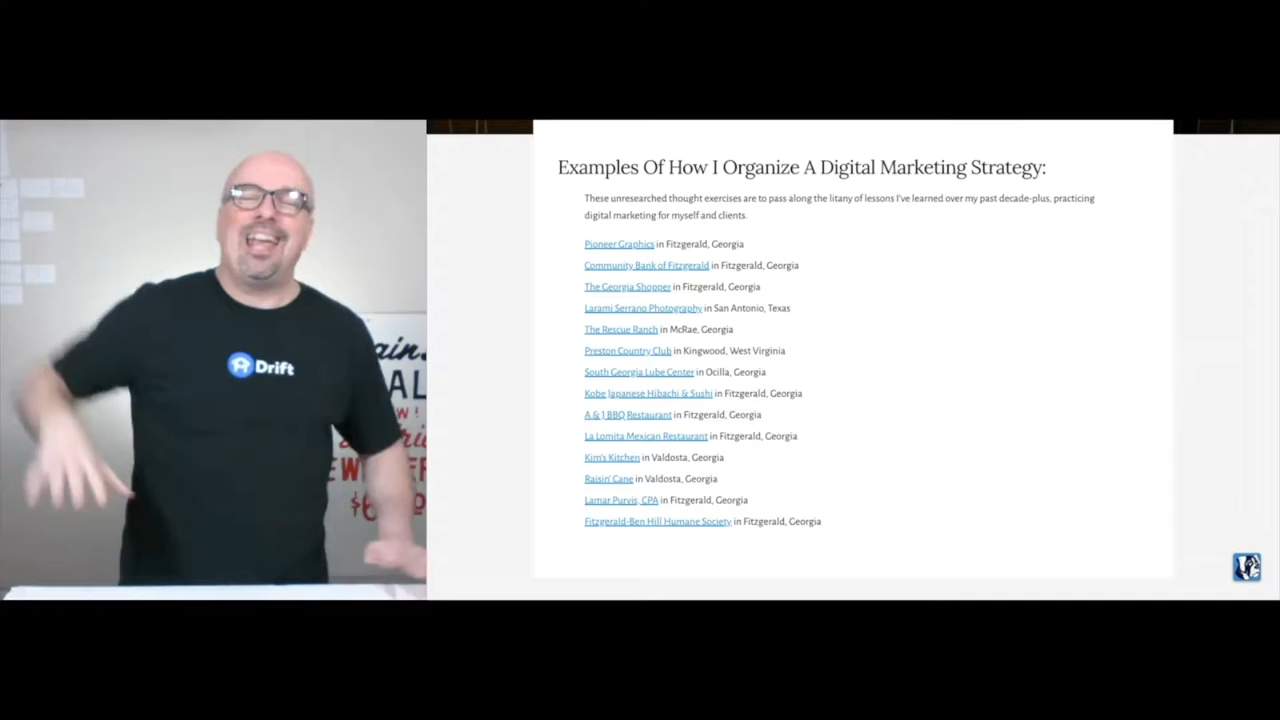 Examples Of How I Organize A Digital Marketing Strategy:
These unresearched thought exercises are to pass along the litany of lessons I've learned over my past decade-plus, practicing
digital marketing for myself and clients.
Pioneer Graphics in Fitzgerald, Georgia
Community Bank of Fitzgerald in Fitzgerald, Georgia
The Georgia Shopper in Fitzgerald, Georgia
Larami Serrano Photography in San Antonio, Texas
The Rescue Ranch in McRae, Georgia
Preston Country Club in Kingwood, West Virginia
South Georgia Lube Center in Ocilla, Georgia
Kobe Japanese Hibachi & Sushi in Fitzgerald, Georgia
A & J BBQ Restaurant in Fitzgerald, Georgia
La Lomita Mexican Restaurant in Fitzgerald, Georgia
Kim's Kitchen in Valdosta, Georgia
Raisin' Cane in Valdosta, Georgia
Lamar Purvis, CPA in Fitzgerald, Georgia
Fitzgerald-Ben Hill Humane Society in Fitzgerald, Georgia
Drift